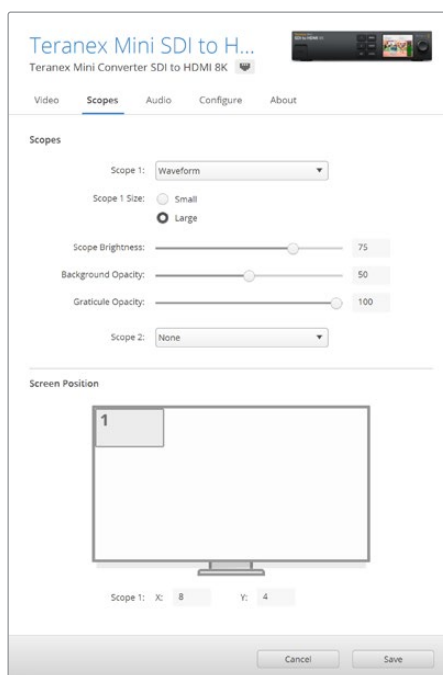 Teranex Mini SDI to H...
Teranex Mini Converter SDI to HDMI 8K
Video Scopes Audio Configure About
Scopes
Scope 1: Waveform
Scope 1 Size: Small
Large
Scope Brightness: 75
Background Opacity: 50
Graticule Opacity: 100
Scope 2: None
Screen Position
1
Scope 1: X: 8 Y: 4
Cancel Save